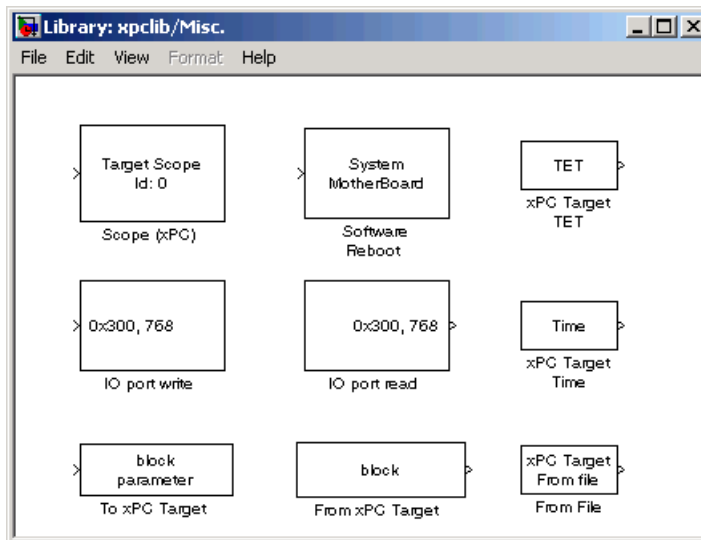 Library: xpclib/Misc.
File Edit View Format Help
Target Scope
Id: 0
Scope (xPC)
System
MotherBoard
Software
Reboot
TET
xPC Target
TET
0x300, 768
IO port write
0x300, 768
IO port read
Time
xPC Target
Time
block
parameter
To xPC Target
block
From xPC Target
xPC Target
From file
From File